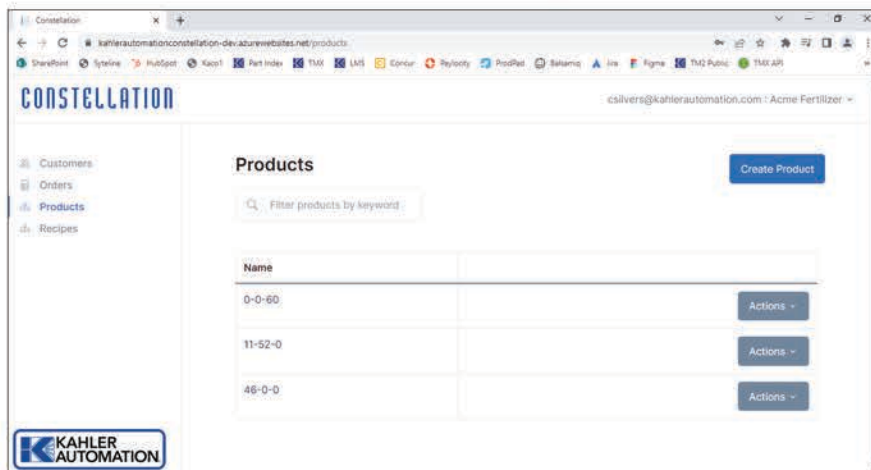 Constellation
kahlerautomationconstellation-dev.azurewebsites.net/products
SharePoint Syteline HubSpot Kaco1 Part Index TMX LMS Concur Paylocity ProdPad Balsamiq Jira Figma TM2 Public TMX API
CONSTELLATION
csilvers@kahlerautomation.com : Acme Fertilizer
Customers
Orders
Products
Recipes
Products
Create Product
Filter products by keyword
Name
0-0-60
Actions
11-52-0
Actions
46-0-0
Actions
KAHLER
AUTOMATION